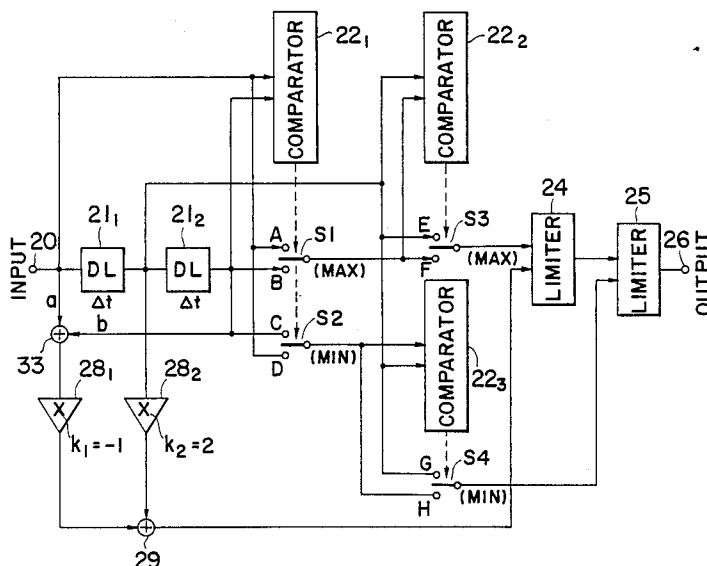 22₁
COMPARATOR
22₂
COMPARATOR
24
LIMITER
25
LIMITER
26
OUTPUT
INPUT
20
21₁
DL
Δt
21₂
DL
Δt
A
B
S1
(MAX)
E
F
S3
(MAX)
a
b
33
C
D
S2
(MIN)
COMPARATOR
22₃
28₁
X
k₁=-1
28₂
X
k₂=2
G
H
S4
(MIN)
29